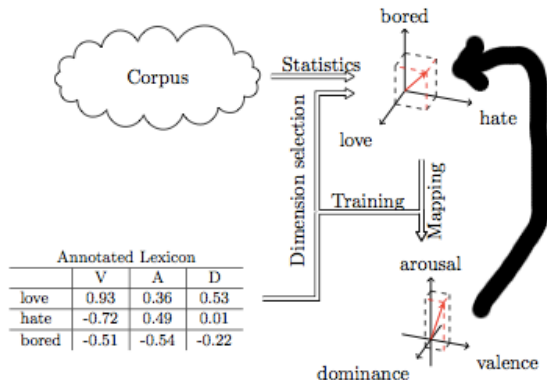 bored
Statistics
Corpus
hate
love
Dimension selection
Training
Mapping
Annotated Lexicon
V A D
love 0.93 0.36 0.53
hate -0.72 0.49 0.01
bored -0.51 -0.54 -0.22
arousal
dominance
valence